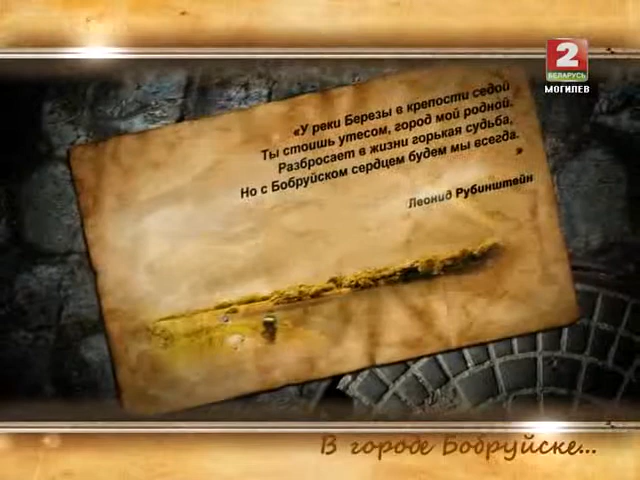 2
БЕЛАРУСЬ
МОГИЛЕВ
«У реки Березы в крепости седой
Ты стоишь утесом, город мой родной.
Разбросает в жизни горькая судьба,
Но с Бобруйском сердцем будем мы всегда.
»
Леонид Рубинштейн
В городе Бобруйске...